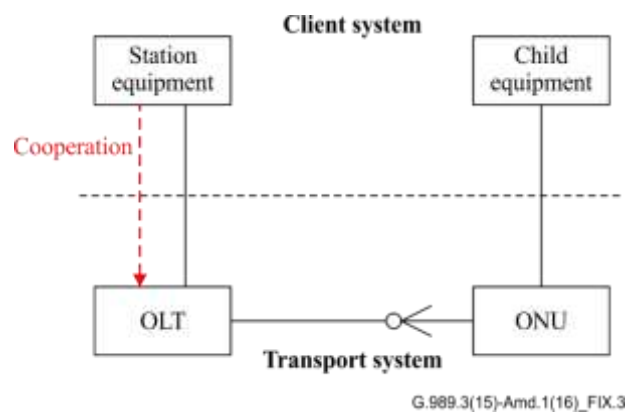 Client system
Station
equipment
Child
equipment
Cooperation
OLT
ONU
Transport system
G.989.3(15)-Amd.1(16)_FIX.3